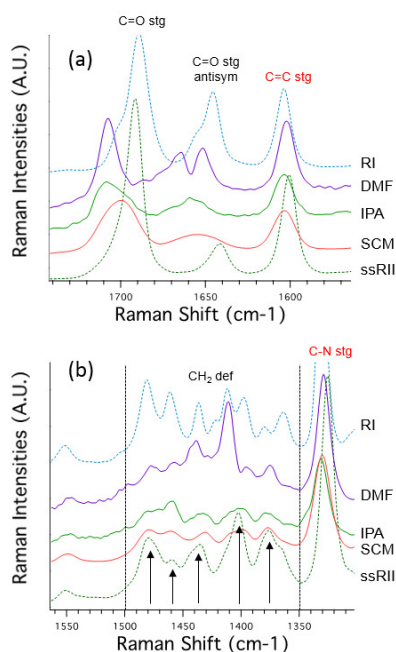 C=O stg
(a)
C=O stg
antisym
C=C stg
Raman Intensities (A.U.)
RI
DMF
IPA
SCM
ssRII
1700
1650
1600
Raman Shift (cm-1)
(b)
CH2 def
C-N stg
Raman Intensities (A.U.)
RI
DMF
IPA
SCM
ssRII
1550
1500
1450
1400
1350
Raman Shift (cm-1)